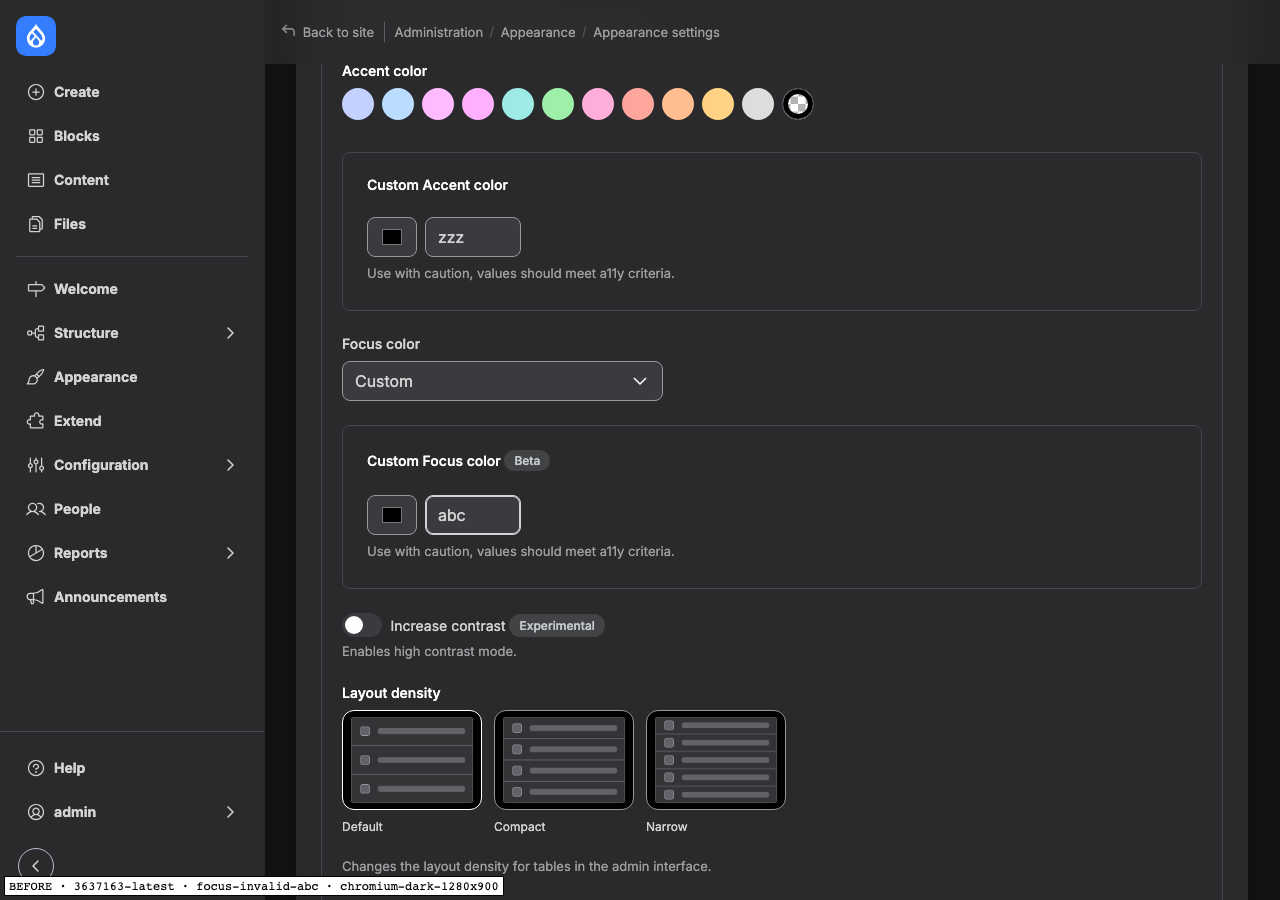 Back to site
Administration / Appearance / Appearance settings
Create
Blocks
Content
Files
Welcome
Structure
Appearance
Extend
Configuration
People
Reports
Announcements
Help
admin
Accent color
Custom Accent color
zzz
Use with caution, values should meet a11y criteria.
Focus color
Custom
Custom Focus color Beta
abc
Use with caution, values should meet a11y criteria.
Increase contrast Experimental
Enables high contrast mode.
Layout density
Default Compact Narrow
Changes the layout density for tables in the admin interface.
BEFORE · 3637163-latest · focus-invalid-abc · chromium-dark-1280x900